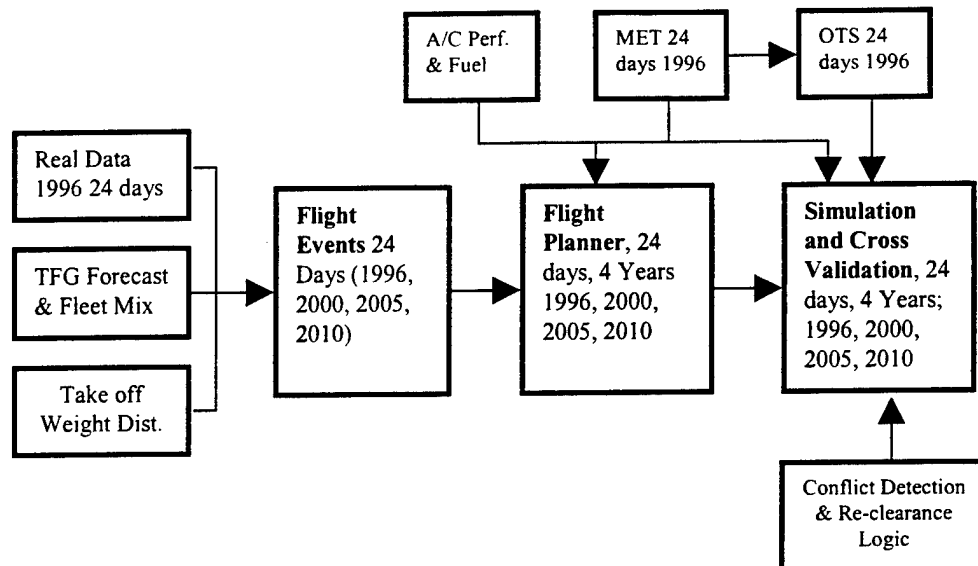 A/C Perf.
& Fuel
MET 24
days 1996
OTS 24
days 1996
Real Data
1996 24 days
TFG Forecast
& Fleet Mix
Take off
Weight Dist.
Flight
Events 24
Days (1996,
2000, 2005,
2010)
Flight
Planner, 24
days, 4 Years
1996, 2000,
2005, 2010
Simulation
and Cross
Validation, 24
days, 4 Years;
1996, 2000,
2005, 2010
Conflict Detection
& Re-clearance
Logic